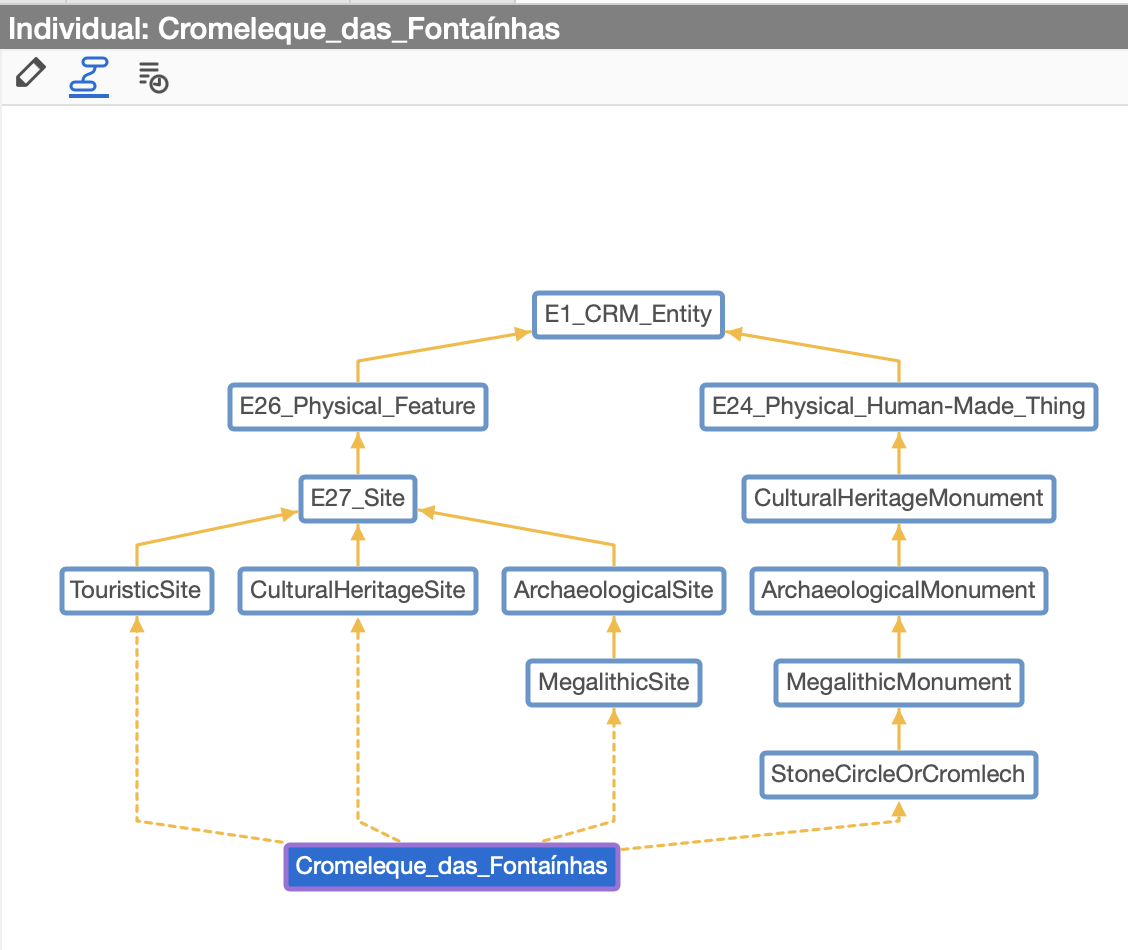 Individual: Cromeleque_das_Fontaínhas
E1_CRM_Entity
E26_Physical_Feature
E24_Physical_Human-Made_Thing
E27_Site
CulturalHeritageMonument
TouristicSite
CulturalHeritageSite
ArchaeologicalSite
ArchaeologicalMonument
MegalithicSite
MegalithicMonument
StoneCircleOrCromlech
Cromeleque_das_Fontaínhas